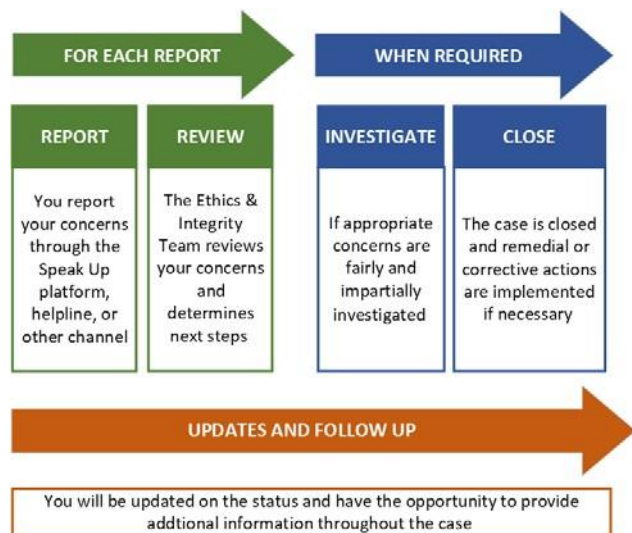 FOR EACH REPORT
WHEN REQUIRED
REPORT
You report
your concerns
through the
Speak Up
platform,
helpline, or
other channel
REVIEW
The Ethics &
Integrity
Team reviews
your concerns
and
determines
next steps
INVESTIGATE
If appropriate
concerns are
fairly and
impartially
investigated
CLOSE
The case is closed
and remedial or
corrective actions
are implemented
if necessary
UPDATES AND FOLLOW UP
You will be updated on the status and have the opportunity to provide
addtional information throughout the case